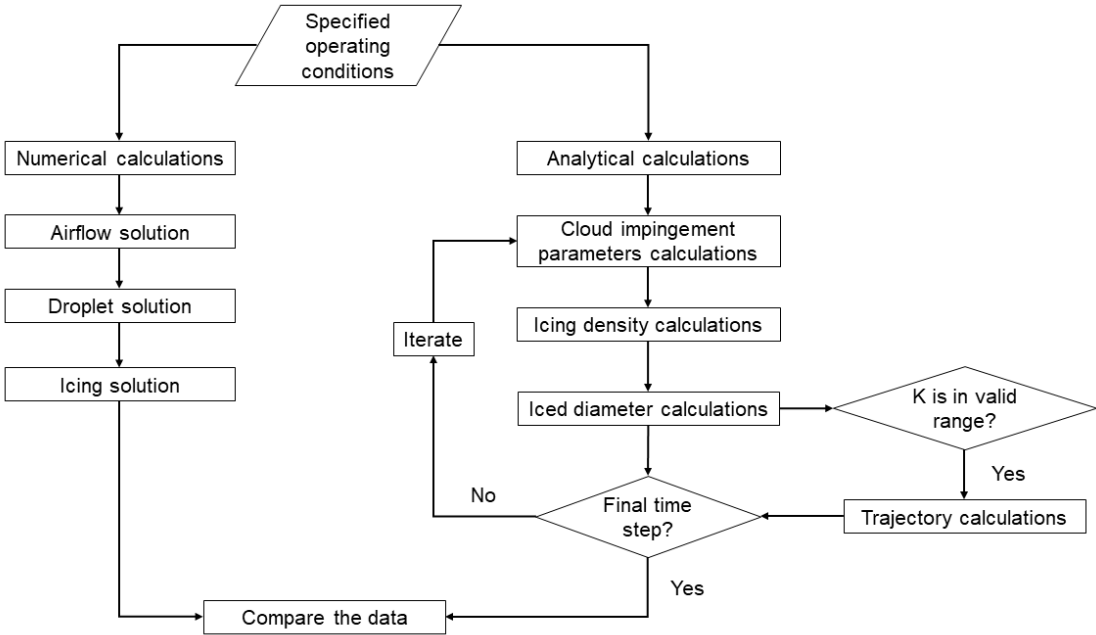 Specified
operating
conditions
Numerical calculations
Analytical calculations
Airflow solution
Cloud impingement
parameters calculations
Droplet solution
Icing density calculations
Iterate
Icing solution
Iced diameter calculations
K is in valid
range?
Yes
No
Final time
step?
Trajectory calculations
Yes
Compare the data